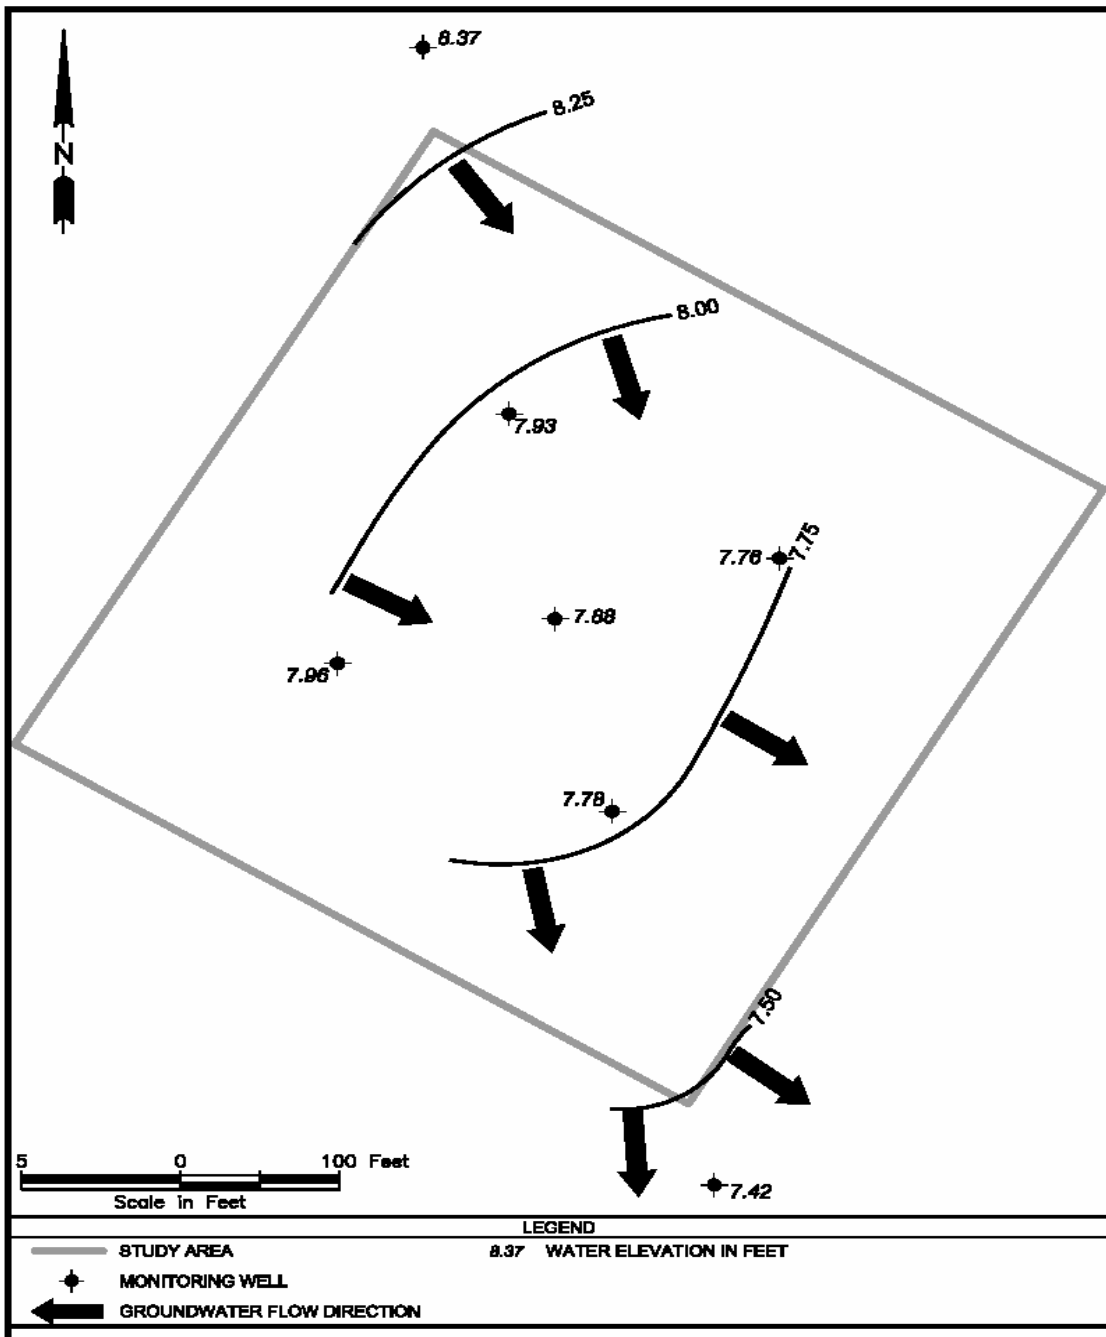 8.37
8.25
N
8.00
7.93
7.75
7.76
7.88
7.96
7.78
7.50
5 0 100 Feet
Scale in Feet
7.42
LEGEND
STUDY AREA
8.37 WATER ELEVATION IN FEET
MONITORING WELL
GROUNDWATER FLOW DIRECTION